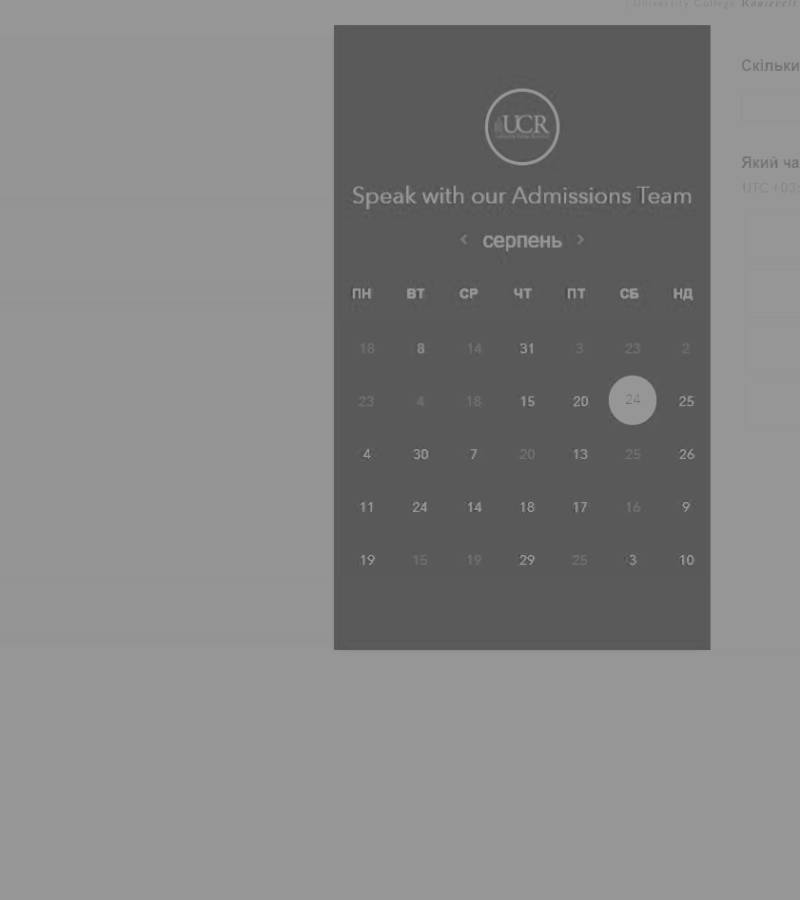 University College Roosevelt
UCR
Speak with our Admissions Team
‹ серпень ›
ПН ВТ СР ЧТ ПТ СБ НД
18 8 14 31 3 23 2
23 4 18 15 20 24 25
4 30 7 20 13 25 26
11 24 14 18 17 16 9
19 15 19 29 25 3 10
Скільки
Який ча
UTC +03: